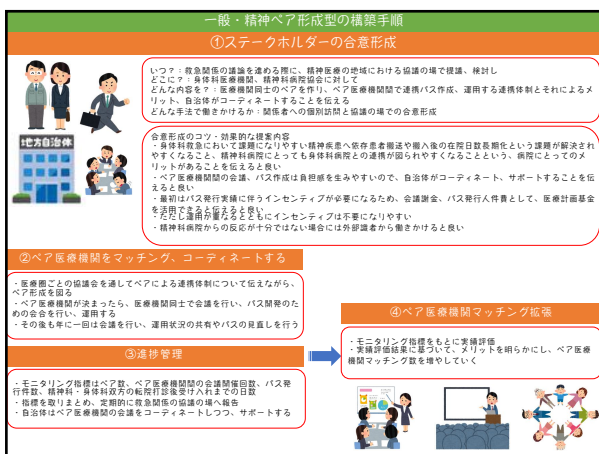 一般・精神ペア形成型の構築手順
①ステークホルダーの合意形成
いつ？：救急関係の議論を進める際に、精神医療の地域における協議の場で提議、検討し
どこに？：身体科医療機関、精神科病院協会に対して
どんな内容を？：医療機関同士のペアを作り、ペア医療機関間で連携パス作成、運用する連携体制とそれによるメ
リット、自治体がコーディネートすることを伝える
どんな手法で働きかけるか：関係者への個別訪問と協議の場での合意形成
地方自治体
合意形成のコツ・効果的な提案内容
・身体科救急において課題になりやすい精神疾患へ依存患者搬送や搬入後の在院日数長期化という課題が解決され
やすくなること、精神科病院にとっても身体科病院との連携が図られやすくなることという、病院にとってのメ
リットがあることを伝えると良い
・ペア医療機関間の会議、パス作成は負担感を生みやすいので、自治体がコーディネート、サポートすることを伝
えると良い
・最初はパス発行実績に伴うインセンティブが必要になるため、会議謝金、パス発行人件費として、医療計画基金
を活用できると伝えると良い
・ただし運用が重なるとともにインセンティブは不要になりやすい
・精神科病院からの反応が十分ではない場合には外部識者から働きかけると良い
②ペア医療機関をマッチング、コーディネートする
・医療圏ごとの協議会を通してペアによる連携体制について伝えながら、
ペア形成を図る
・ペア医療機関が決まったら、医療機関同士で会議を行い、パス開発のた
めの会合を行い、運用する
・その後も年に一回は会議を行い、運用状況の共有やパスの見直しを行う
③進捗管理
・モニタリング指標はペア数、ペア医療機関間の会議開催回数、パス発
行件数、精神科・身体科双方の転院打診後受け入れまでの日数
・指標を取りまとめ、定期的に救急関係の協議の場へ報告
・自治体はペア医療機関の会議をコーディネートしつつ、サポートする
④ペア医療機関マッチング拡張
・モニタリング指標をもとに実績評価
・実績評価結果に基づいて、メリットを明らかにし、ペア医療
機関マッチング数を増やしていく